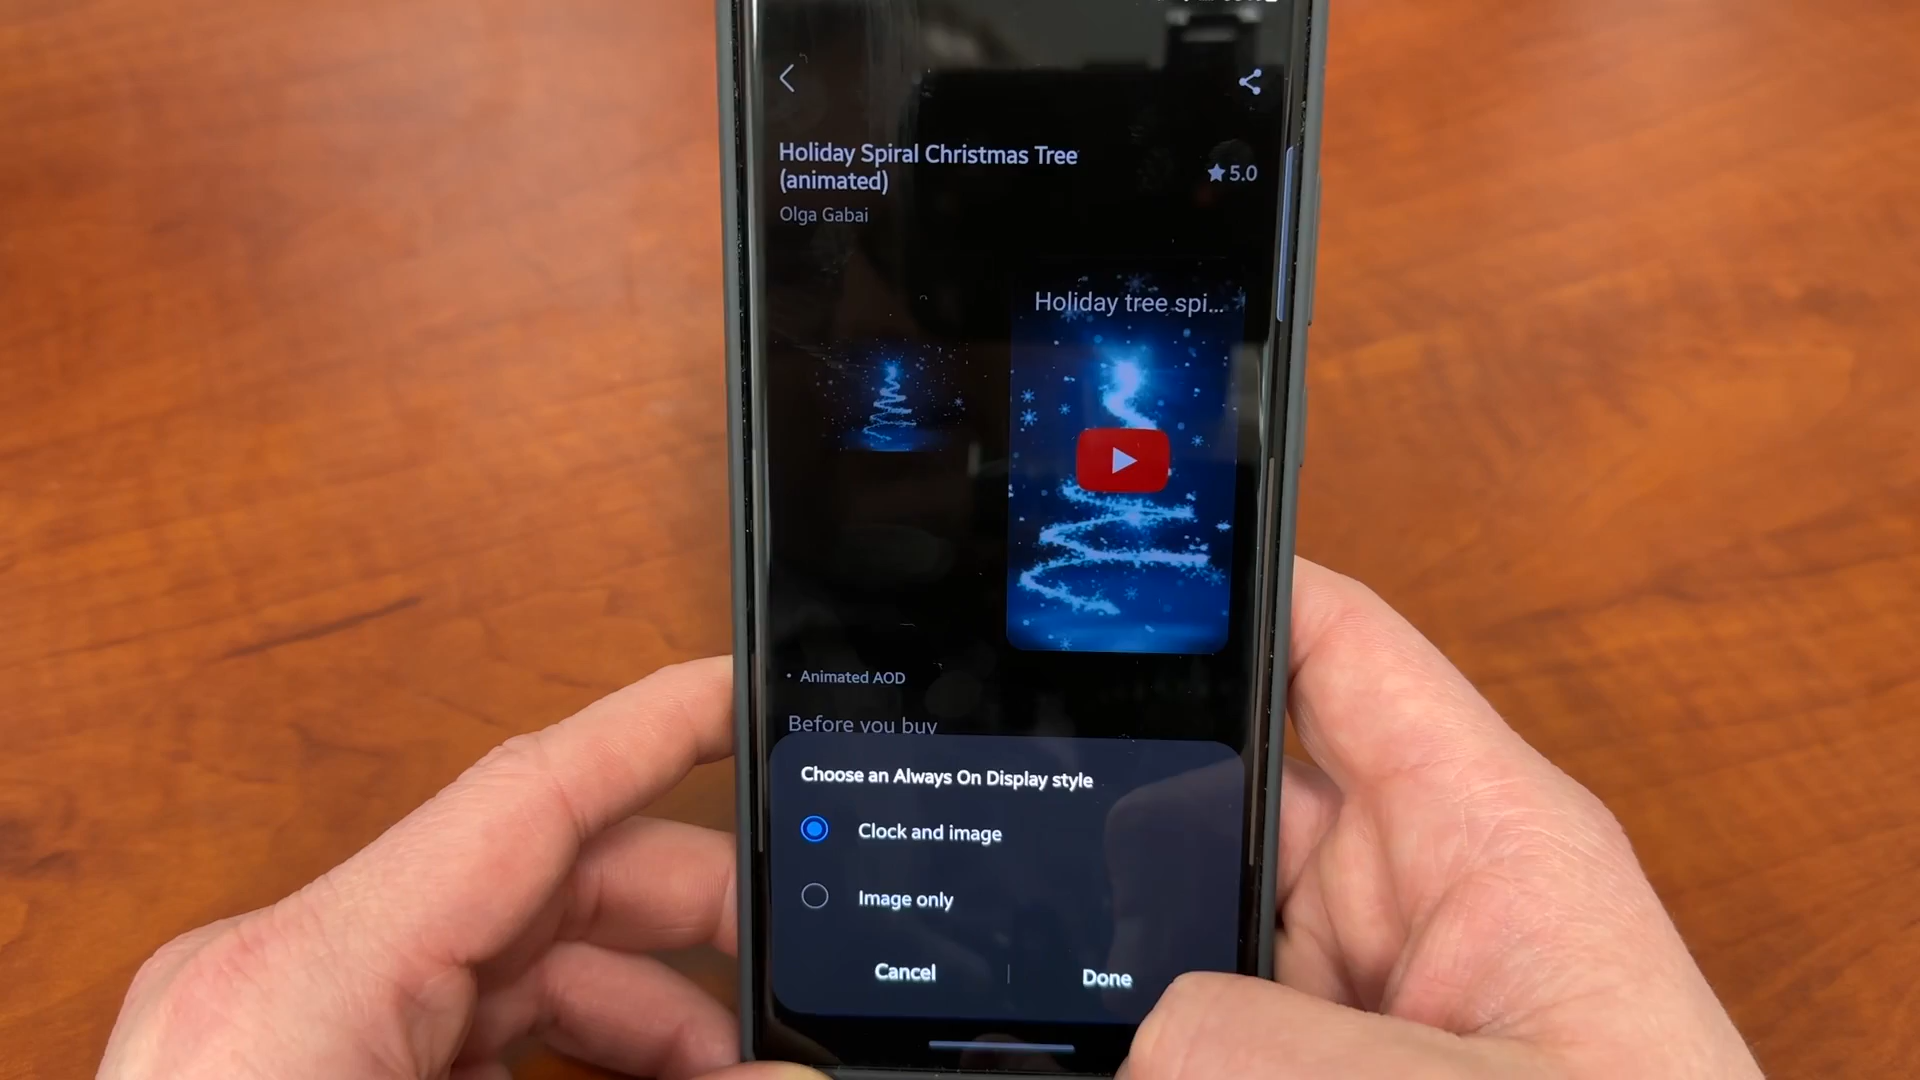 Holiday Spiral Christmas Tree
(animated)
★5.0
Olga Gabai
Holiday tree spi...
• Animated AOD
Before you buy
Choose an Always On Display style
Clock and image
Image only
Cancel
Done